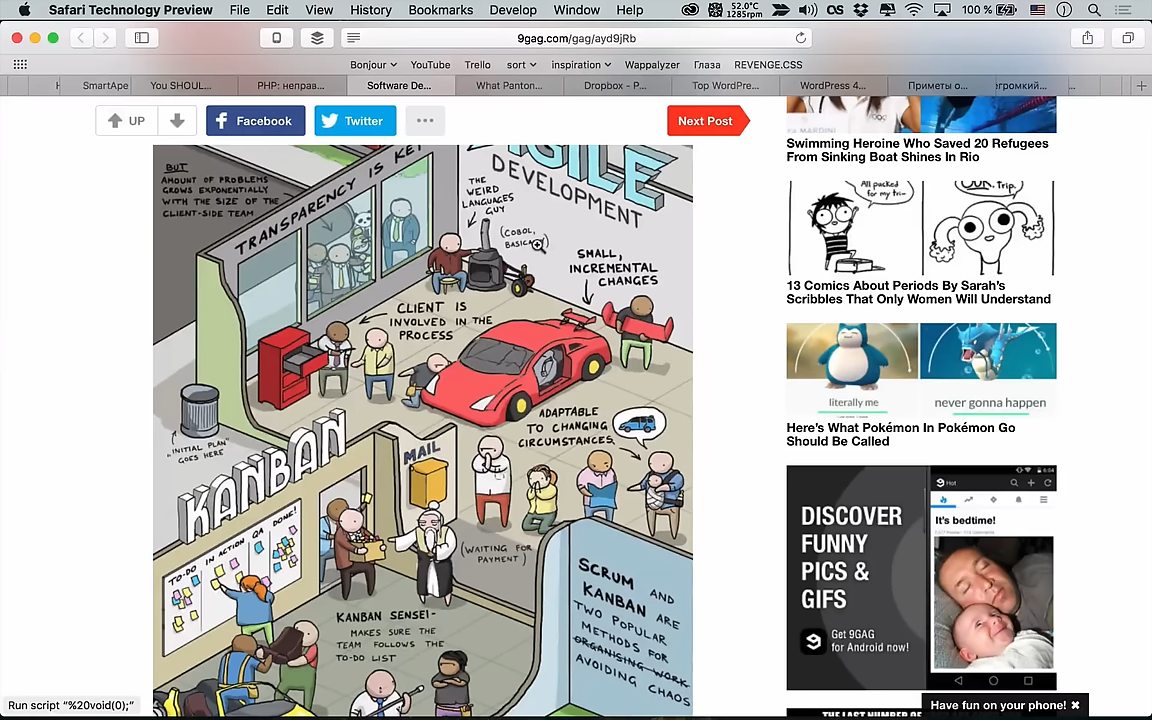 Safari Technology Preview File Edit View History Bookmarks Develop Window Help
52.0°C
1285rpm
100 %
9gag.com/gag/ayd9jRb
Bonjour YouTube Trello sort inspiration Wappalyzer Глаза REVENGE.CSS
SmartApe You SHOUL... PHP: неправ... Software De... What Panton... Dropbox - P... Top WordPre... WordPress 4... Приметы о... егромкий...
UP
Facebook
Twitter
Next Post
BUT
AMOUNT OF PROBLEMS
GROWS EXPONENTIALLY
WITH THE SIZE OF THE
CLIENT-SIDE TEAM
TRANSPARENCY IS KEY
AGILE
DEVELOPMENT
THE
WEIRD
LANGUAGES
GUY
(COBOL,
SMALL,
INCREMENTAL
CHANGES
CLIENT IS
INVOLVED IN THE
PROCESS
"INITIAL PLAN"
GOES HERE
ADAPTABLE
TO CHANGING
CIRCUMSTANCES
KANBAN
MAIL
TO-DO IN ACTION QA DONE!
(WAITING FOR
PAYMENT)
KANBAN SENSEI-
MAKES SURE THE
TEAM FOLLOWS THE
TO-DO LIST
SCRUM AND
KANBAN ARE
TWO POPULAR
METHODS FOR
ORGANISING WORK
AVOIDING CHAOS
Swimming Heroine Who Saved 20 Refugees
From Sinking Boat Shines In Rio
All packed
for my tri-
OUR. Trip.
13 Comics About Periods By Sarah's
Scribbles That Only Women Will Understand
literally me
never gonna happen
Here's What Pokémon In Pokémon Go
Should Be Called
DISCOVER
FUNNY
PICS &
GIFS
Get 9GAG
for Android now!
6:04
Hot
It's bedtime!
THE LAST NUMBER OF
Have fun on your phone! ✖
Run script "%20void(0);"